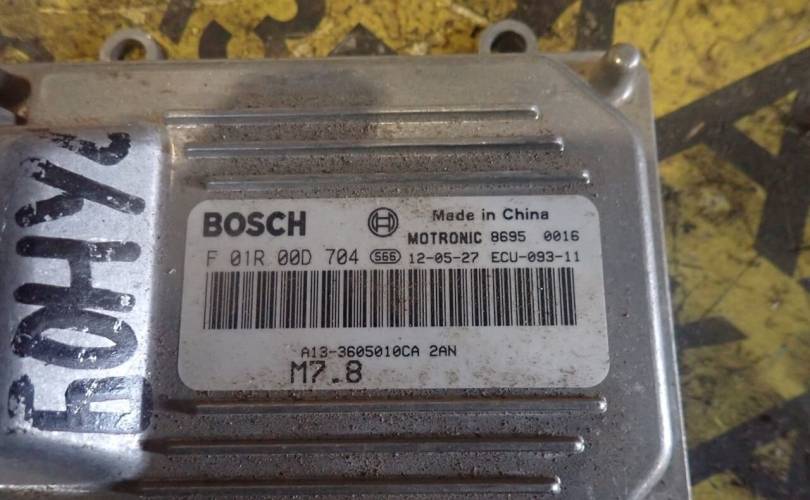 BOSCH
Made in China
MOTRONIC 8695 0016
F 01R 00D 704 566 12-05-27 ECU-093-11
A13-3605010CA 2AN
M7.8
БОНУС